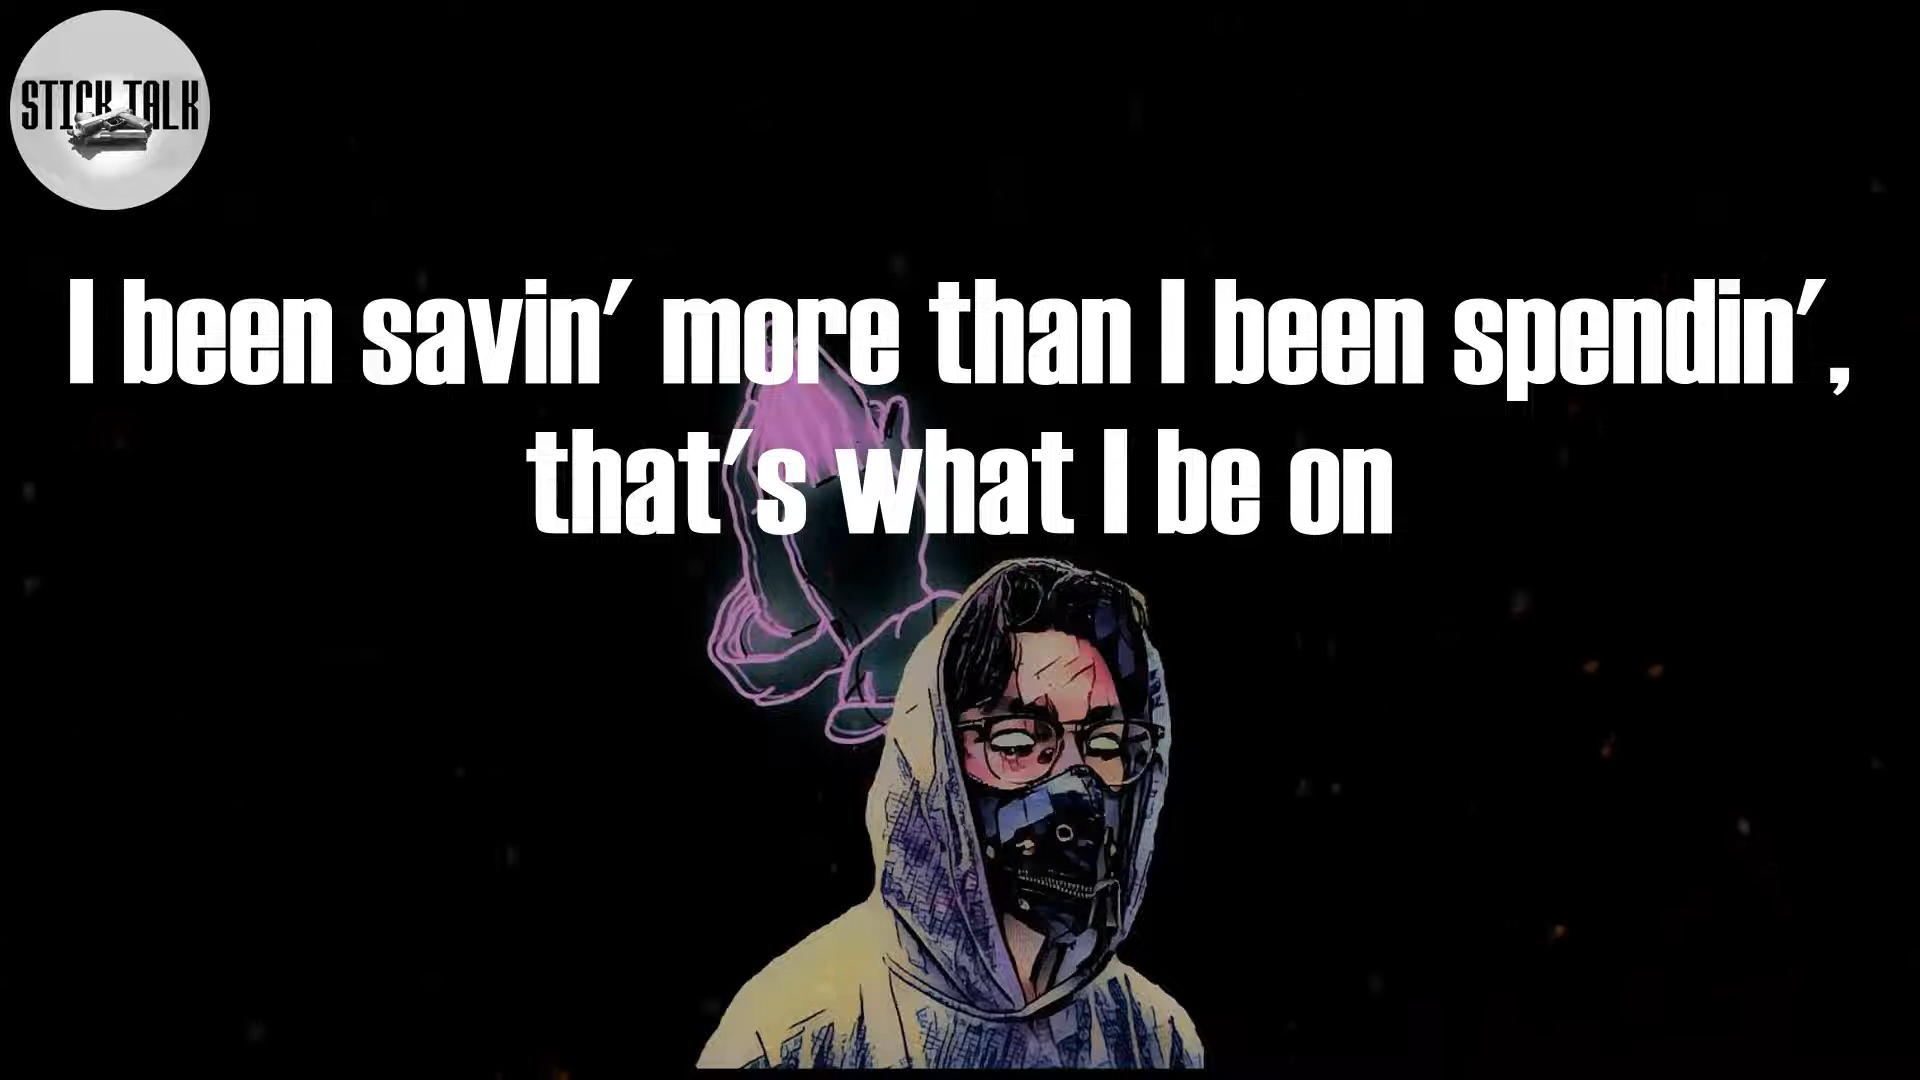 STICK TALK
I been savin' more than I been spendin',
that's what I be on